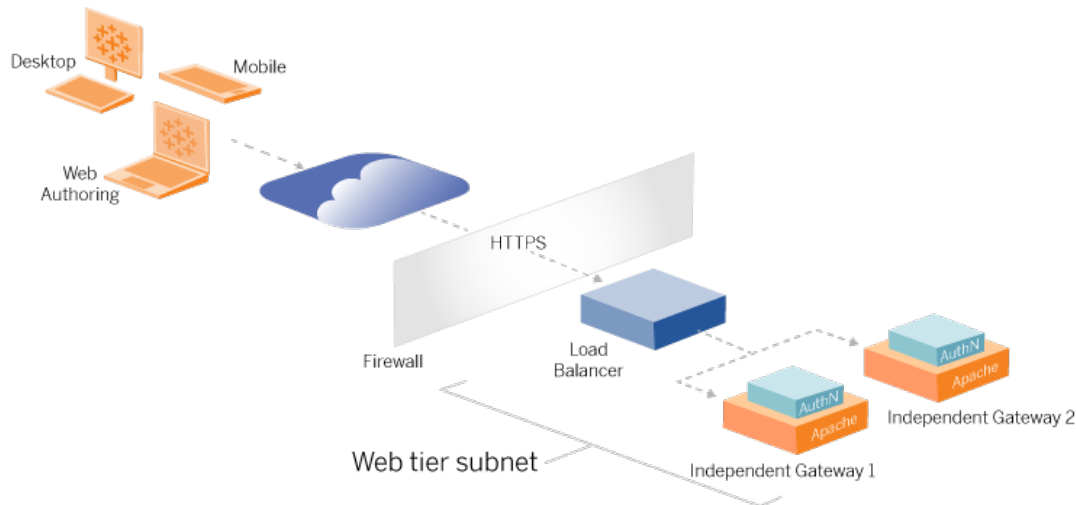 Desktop
Mobile
Web
Authoring
HTTPS
Firewall
Load
Balancer
AuthN
Apache
Independent Gateway 2
AuthN
Apache
Independent Gateway 1
Web tier subnet